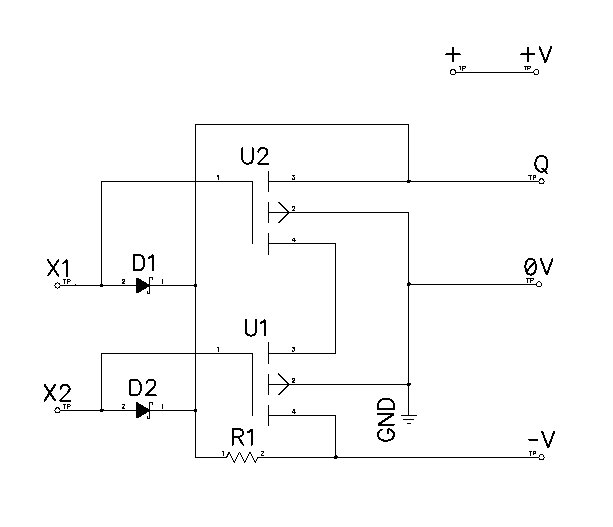 + +V
TP TP
U2 Q
1 3 TP
2
4
X1 D1 0V
TP 2 1 TP
U1
1 3
X2 D2 2
TP 2 1 4
GND
R1 -V
1 2 TP